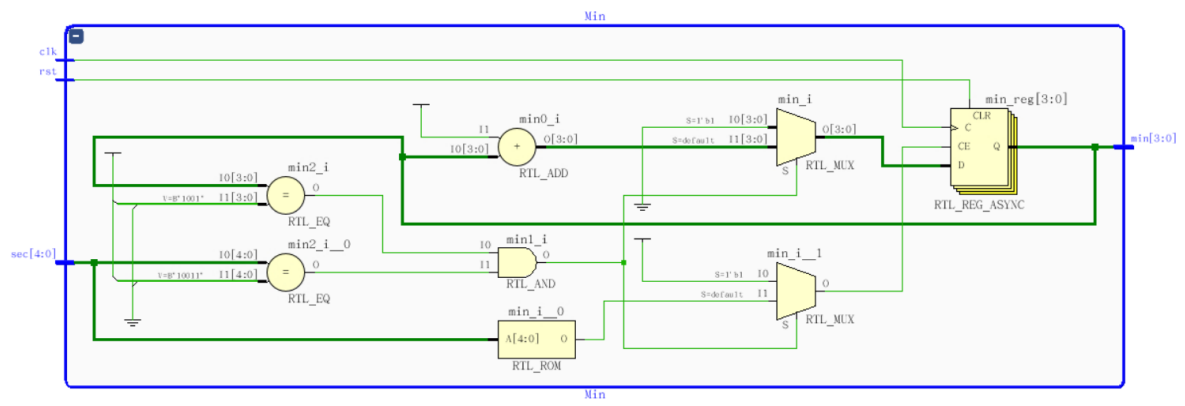 Min
clk
rst
min_reg[3:0]
CLR
C
CE
Q
D
RTL_REG_ASYNC
min[3:0]
min_i
S=1'b1 I0[3:0]
S=default I1[3:0]
O[3:0]
S
RTL_MUX
min0_i
I1
I0[3:0]
+
O[3:0]
RTL_ADD
min2_i
I0[3:0]
V=B"1001" I1[3:0]
=
O
RTL_EQ
sec[4:0]
min2_i__0
I0[4:0]
V=B"10011" I1[4:0]
=
O
RTL_EQ
min1_i
I0
I1
O
RTL_AND
min_i__1
S=1'b1 I0
S=default I1
O
S
RTL_MUX
min_i__0
A[4:0] O
RTL_ROM
Min